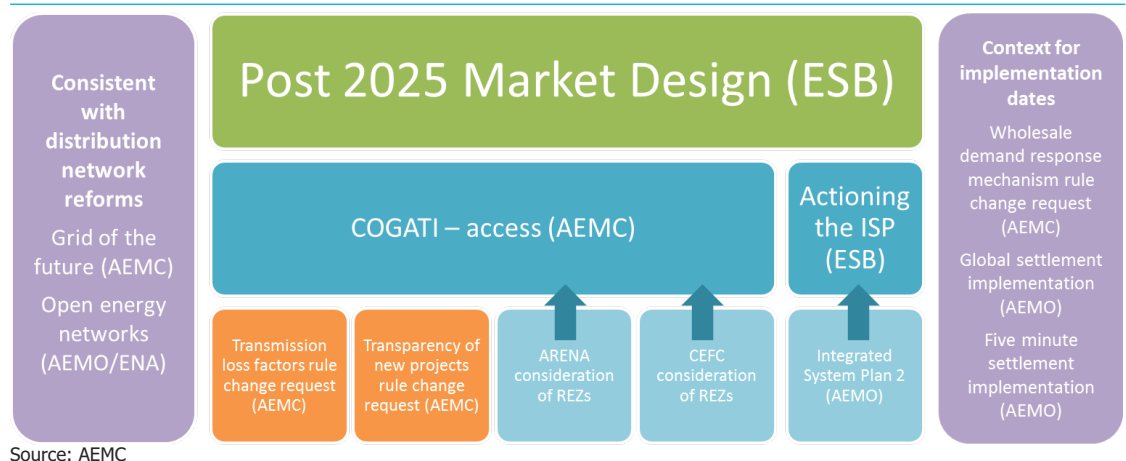 Consistent
with
distribution
network
reforms
Grid of the
future (AEMC)
Open energy
networks
(AEMO/ENA)
Post 2025 Market Design (ESB)
COGATI – access (AEMC)
Actioning
the ISP
(ESB)
Transmission
loss factors rule
change request
(AEMC)
Transparency of
new projects
rule change
request (AEMC)
ARENA
consideration
of REZs
CEFC
consideration
of REZs
Integrated
System Plan 2
(AEMO)
Context for
implementation
dates
Wholesale
demand response
mechanism rule
change request
(AEMC)
Global settlement
implementation
(AEMO)
Five minute
settlement
implementation
(AEMO)
Source: AEMC